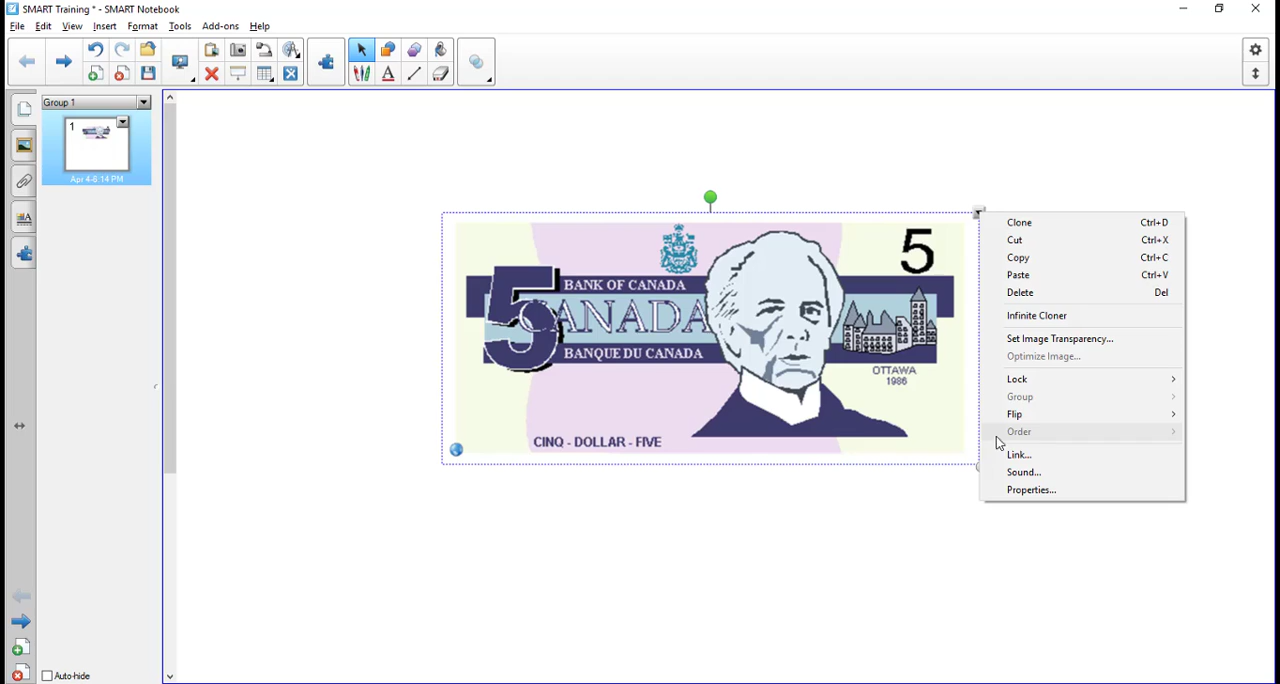 SMART Training * - SMART Notebook
File Edit View Insert Format Tools Add-ons Help
Group 1
1
Apr 4-6:14 PM
5
BANK OF CANADA
5
CANADA
BANQUE DU CANADA
OTTAWA
1986
CINQ - DOLLAR - FIVE
Clone Ctrl+D
Cut Ctrl+X
Copy Ctrl+C
Paste Ctrl+V
Delete Del
Infinite Cloner
Set Image Transparency...
Optimize Image...
Lock
Group
Flip
Order
Link...
Sound...
Properties...
Auto-hide